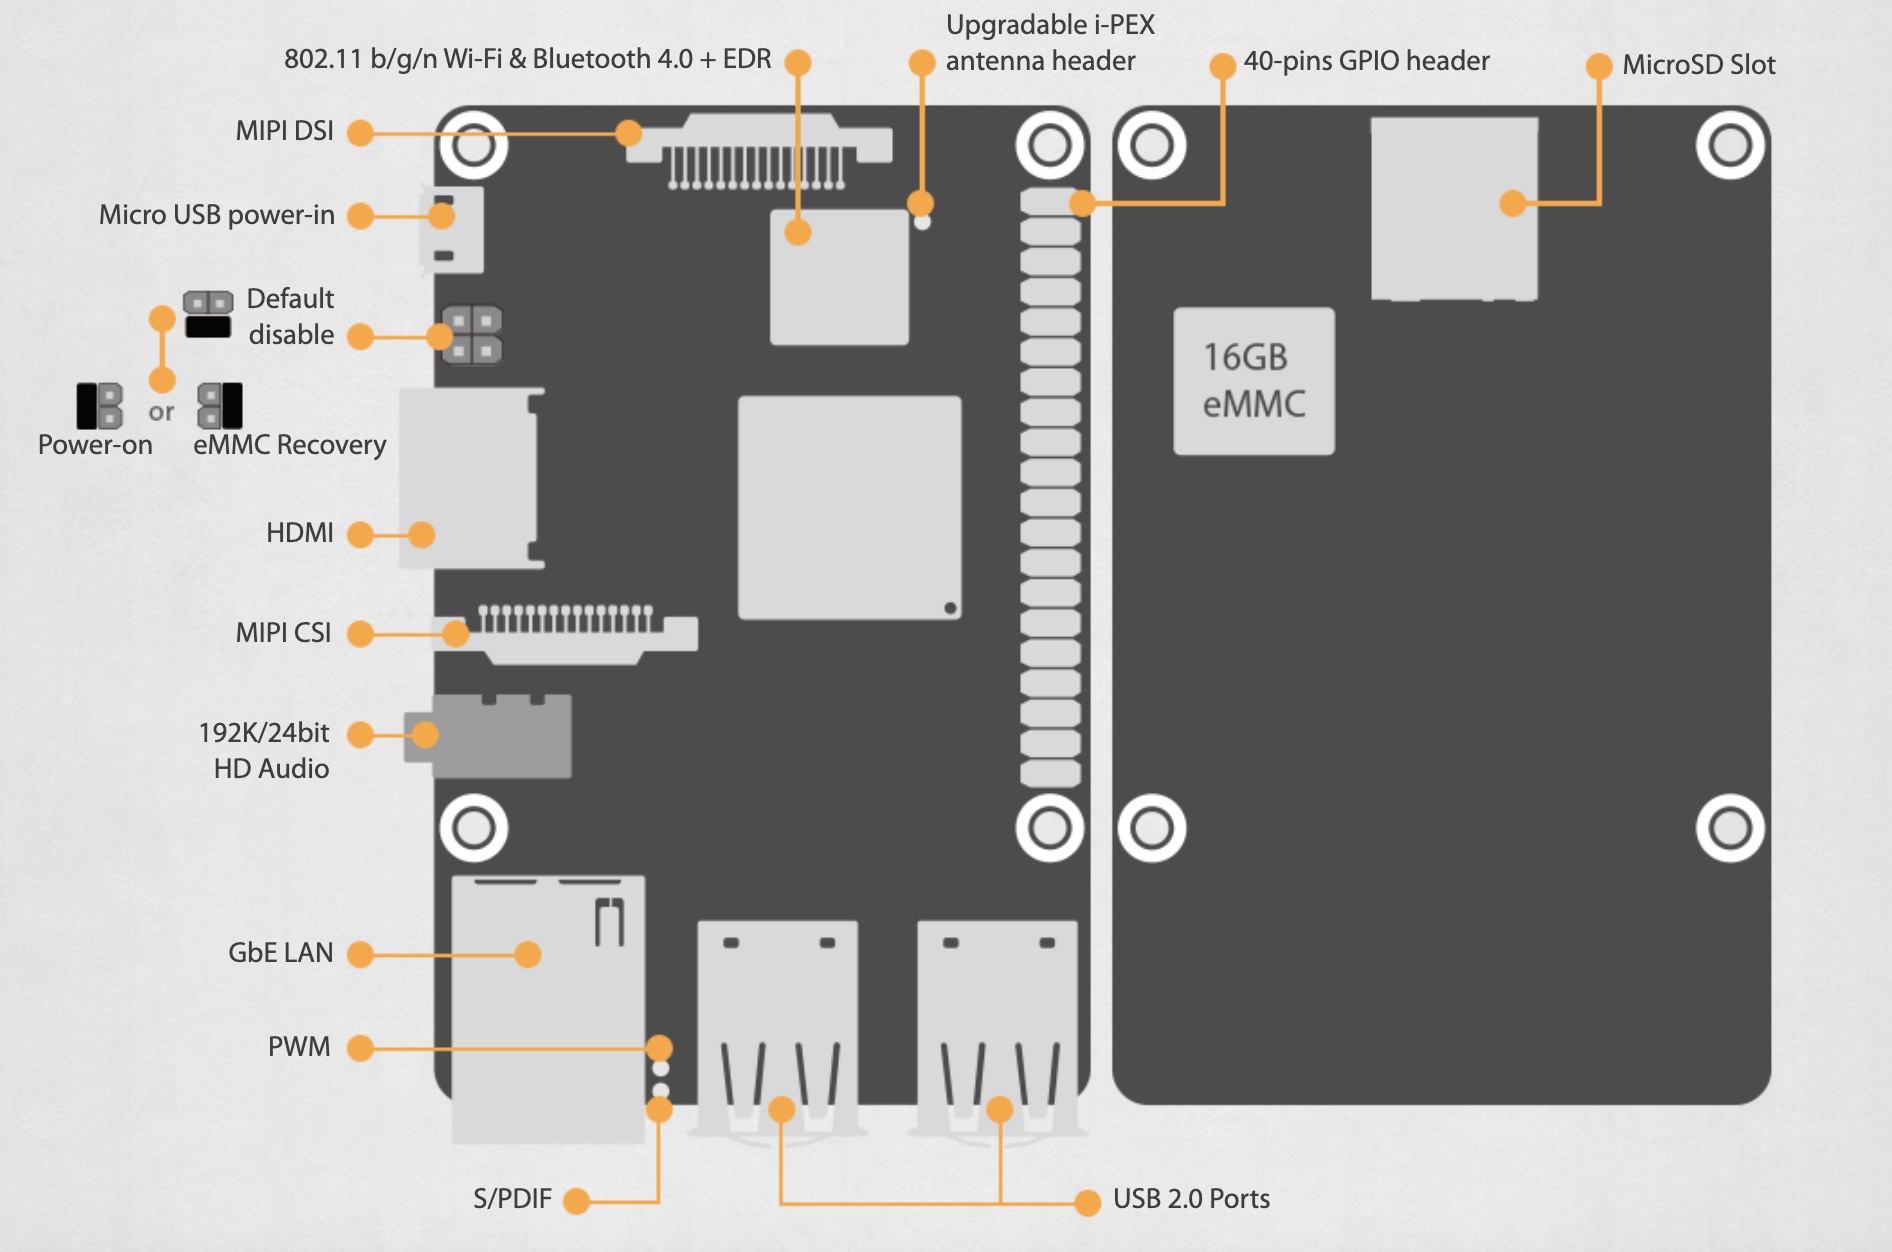 Upgradable i-PEX
antenna header
802.11 b/g/n Wi-Fi & Bluetooth 4.0 + EDR
40-pins GPIO header
MicroSD Slot
MIPI DSI
Micro USB power-in
Default
disable
or
Power-on
eMMC Recovery
16GB
eMMC
HDMI
MIPI CSI
192K/24bit
HD Audio
GbE LAN
PWM
S/PDIF
USB 2.0 Ports